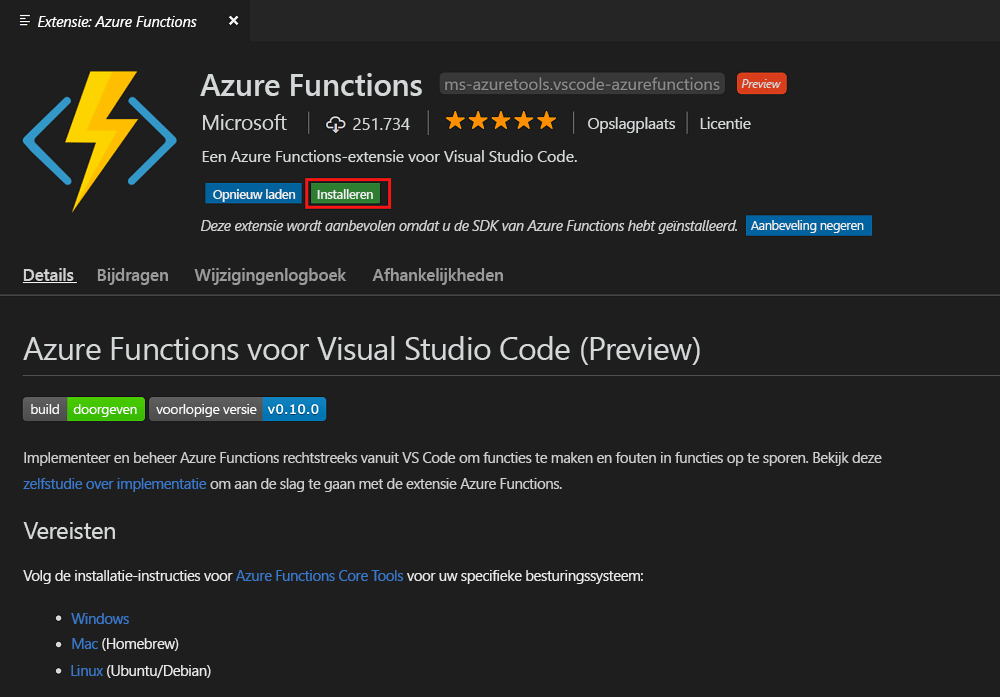 Extensie: Azure Functions
Azure Functions ms-azuretools.vscode-azurefunctions Preview
Microsoft 251.734 Opslagplaats Licentie
Een Azure Functions-extensie voor Visual Studio Code.
Opnieuw laden Installeren
Deze extensie wordt aanbevolen omdat u de SDK van Azure Functions hebt geïnstalleerd. Aanbeveling negeren
Details Bijdragen Wijzigingenlogboek Afhankelijkheden
Azure Functions voor Visual Studio Code (Preview)
build doorgeven voorlopige versie v0.10.0
Implementeer en beheer Azure Functions rechtstreeks vanuit VS Code om functies te maken en fouten in functies op te sporen. Bekijk deze
zelfstudie over implementatie om aan de slag te gaan met de extensie Azure Functions.
Vereisten
Volg de installatie-instructies voor Azure Functions Core Tools voor uw specifieke besturingssysteem:
• Windows
• Mac (Homebrew)
• Linux (Ubuntu/Debian)